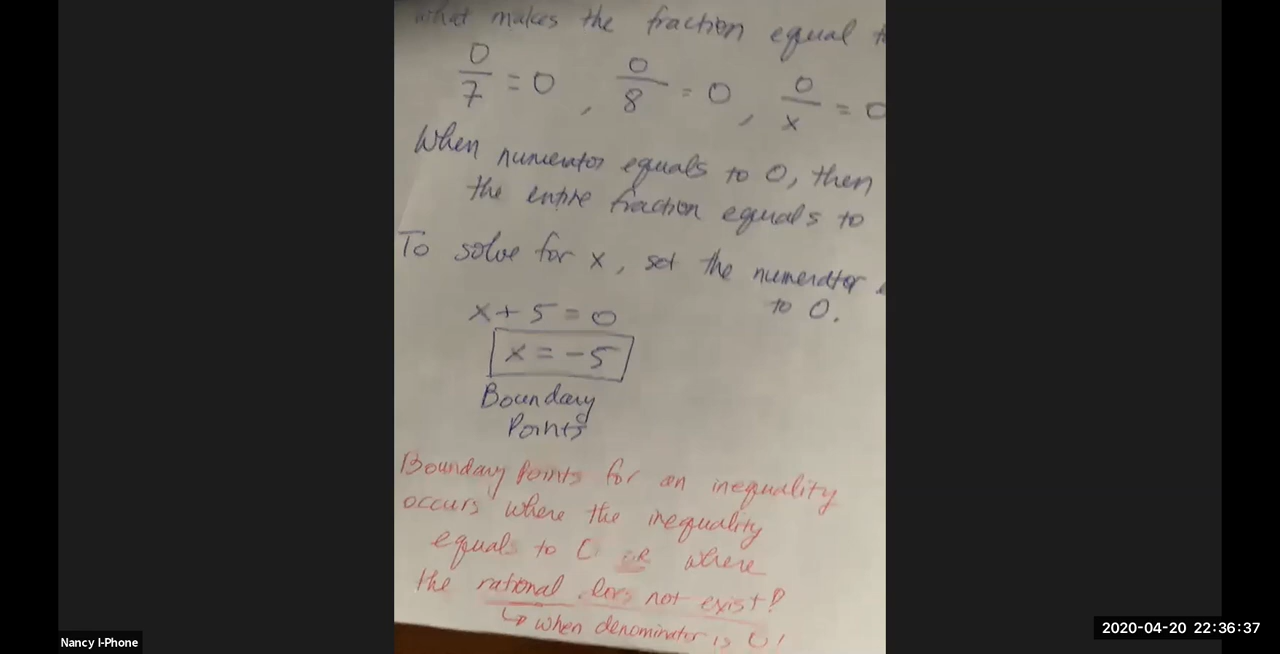 what makes the fraction equal t
0/7 = 0 , 0/8 = 0 , 0/x = 0
When numerator equals to 0, then
the entire fraction equals to
To solve for x, set the numerator
to 0.
x + 5 = 0
x = -5
Boundary
Points
Boundary Points for an inequality
occurs where the inequality
equals to 0 or where
the rational does not exist!
↳ when denominator is 0!
Nancy I-Phone
2020-04-20 22:36:37